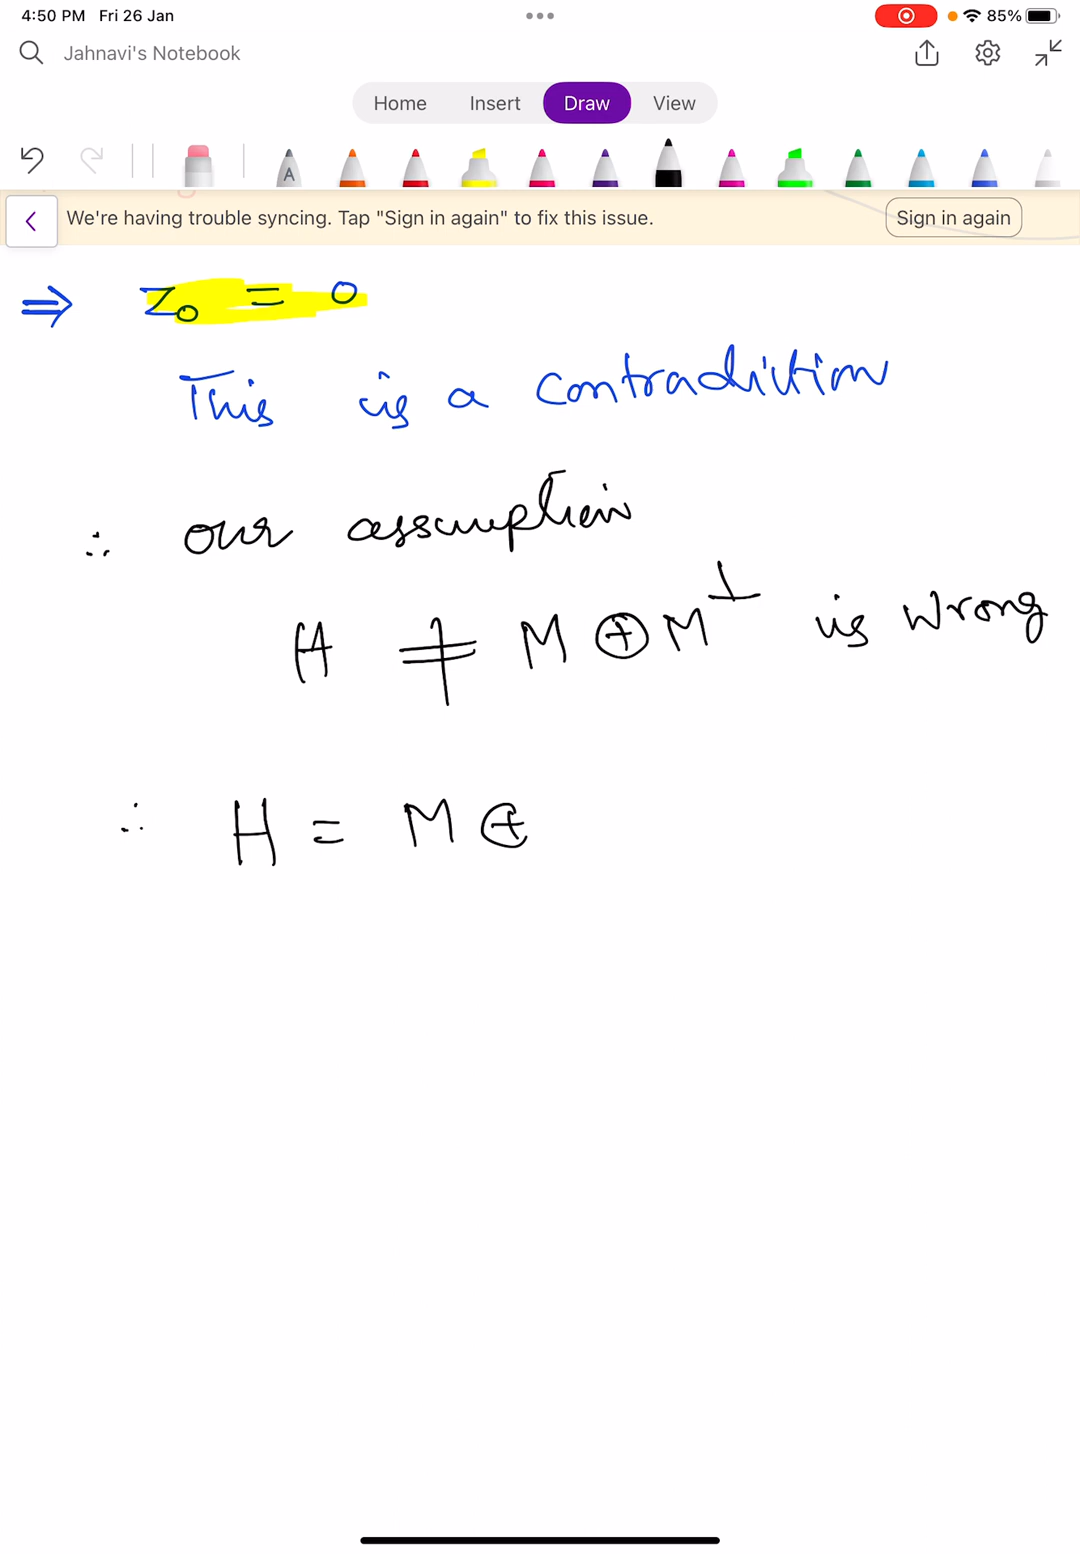 4:50 PM Fri 26 Jan 85%
Jahnavi's Notebook
Home Insert Draw View
A
We're having trouble syncing. Tap "Sign in again" to fix this issue. Sign in again
⇒ Z₀ = 0
This is a contradiction
∴ our assumption
H ≠ M ⊕ M^⊥ is wrong
∴ H = M ⊕